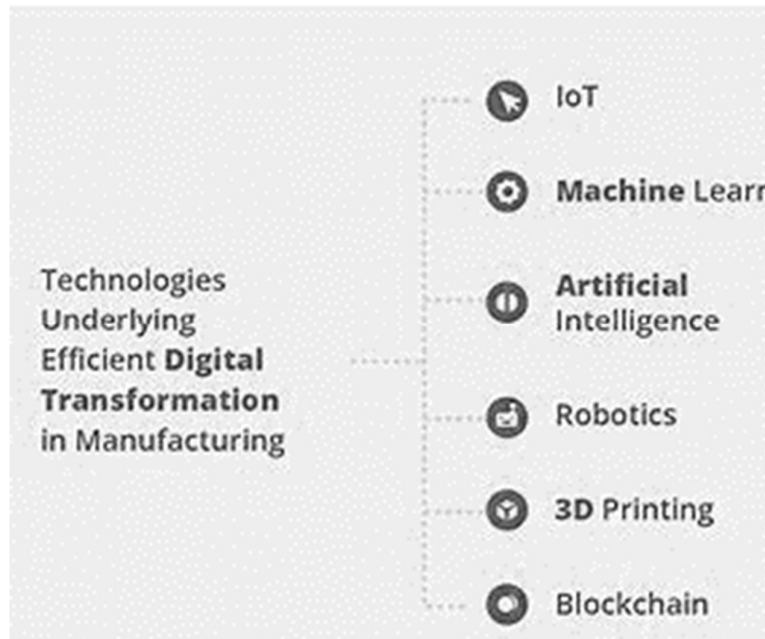 Technologies
Underlying
Efficient Digital
Transformation
in Manufacturing
IoT
Machine Learn
Artificial
Intelligence
Robotics
3D Printing
Blockchain